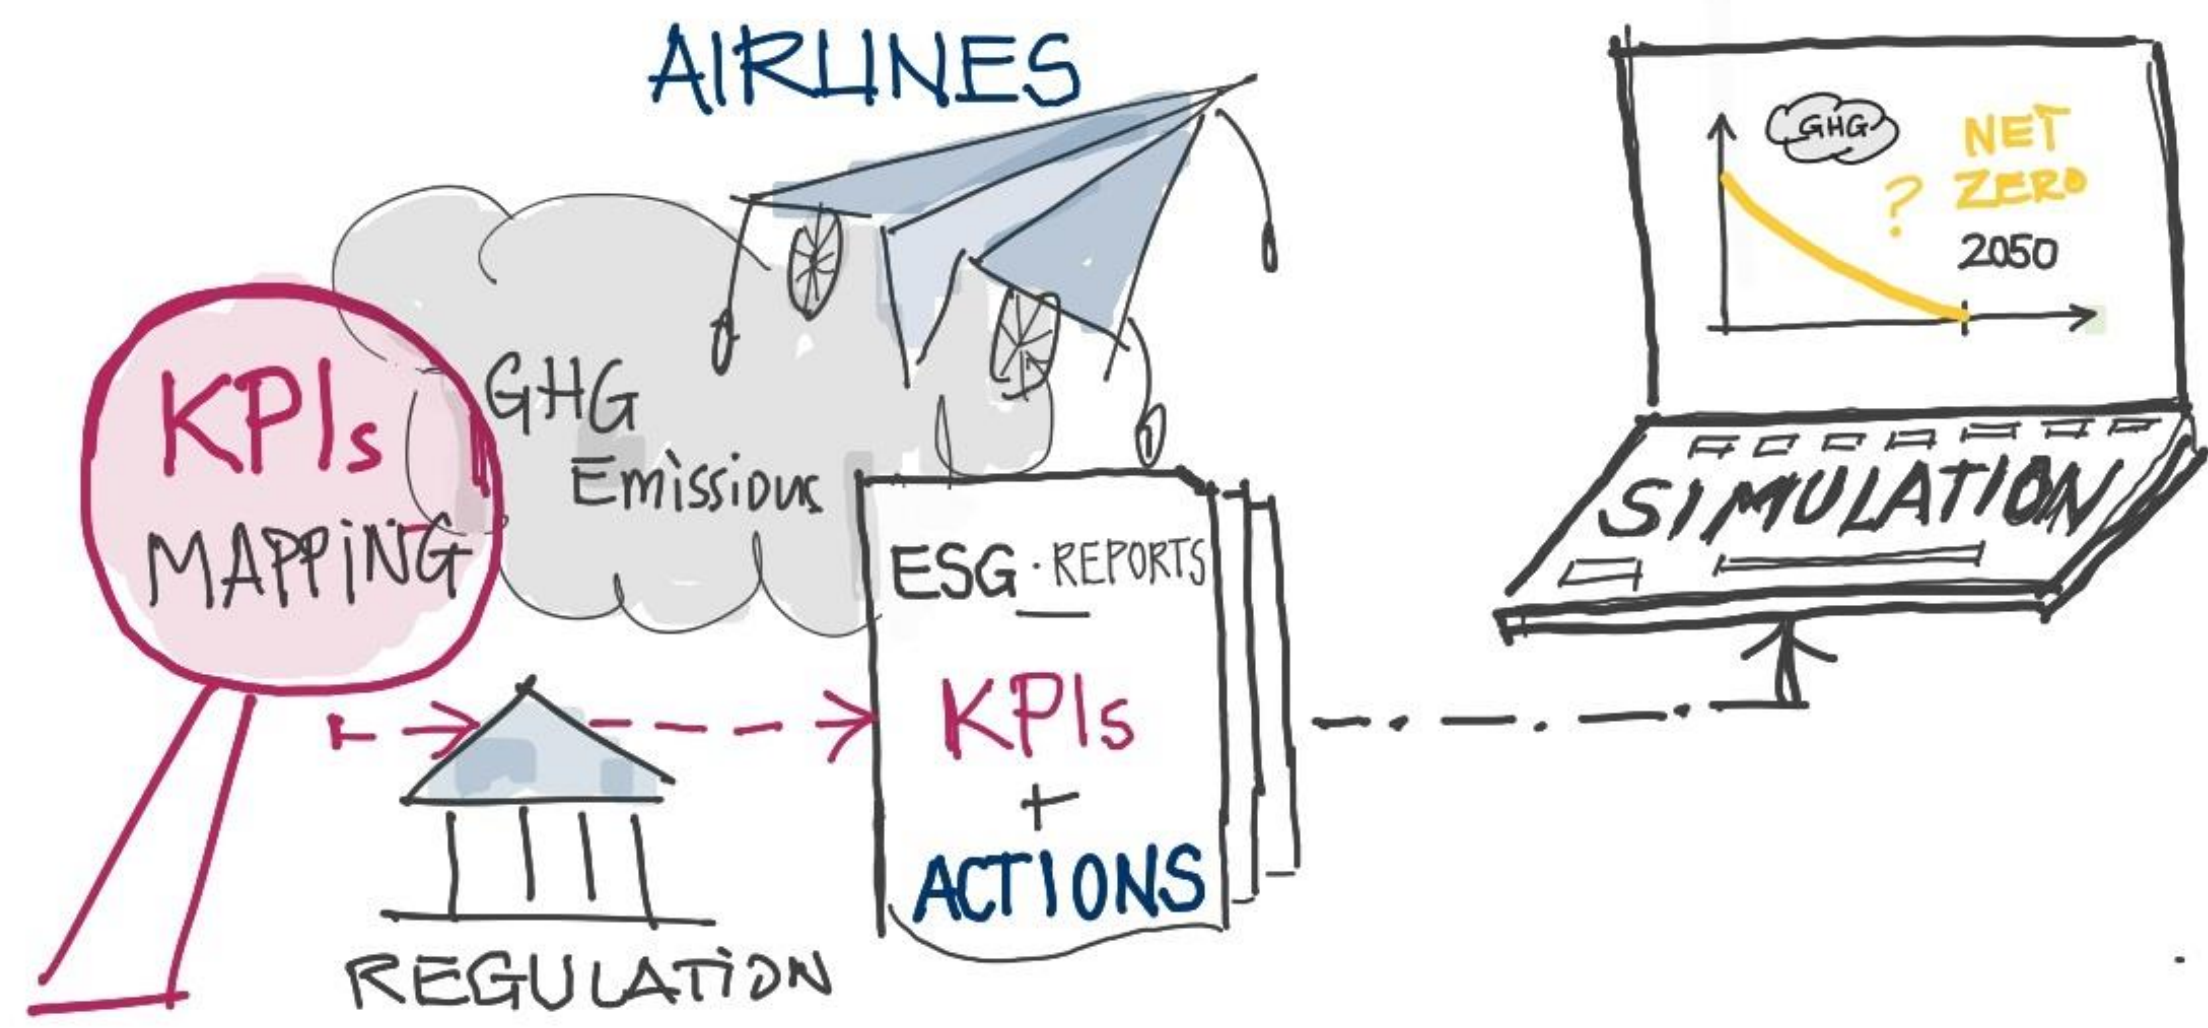 AIRLINES
KPIs
MAPPING
GHG
Emissions
REGULATION
ESG · REPORTS
KPIs
+
ACTIONS
GHG
? NET
ZERO
2050
SIMULATION